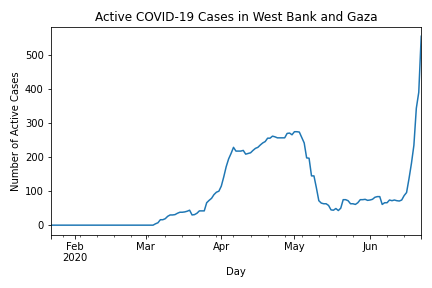 Active COVID-19 Cases in West Bank and Gaza
500
400
300
200
100
0
Number of Active Cases
Feb
2020
Mar
Apr
May
Jun
Day